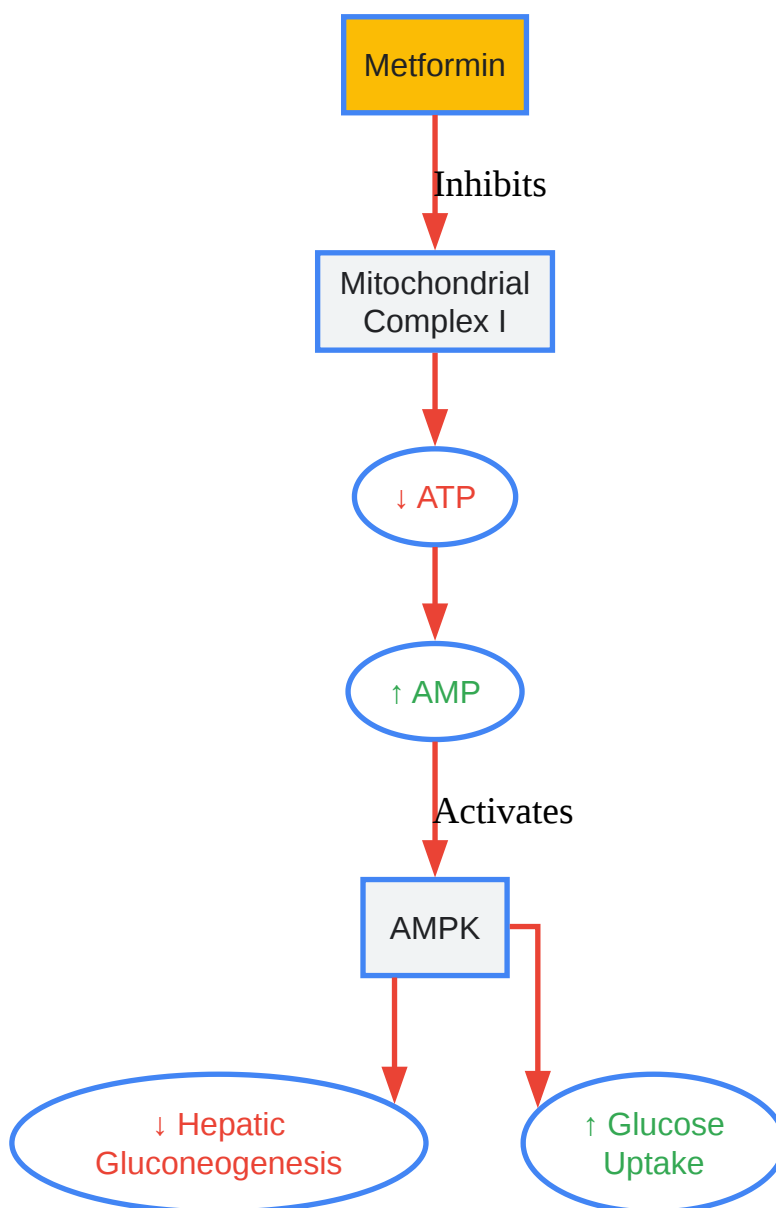 Metformin
Inhibits
Mitochondrial
Complex I
↓ ATP
↑ AMP
Activates
AMPK
↓ Hepatic
Gluconeogenesis
↑ Glucose
Uptake